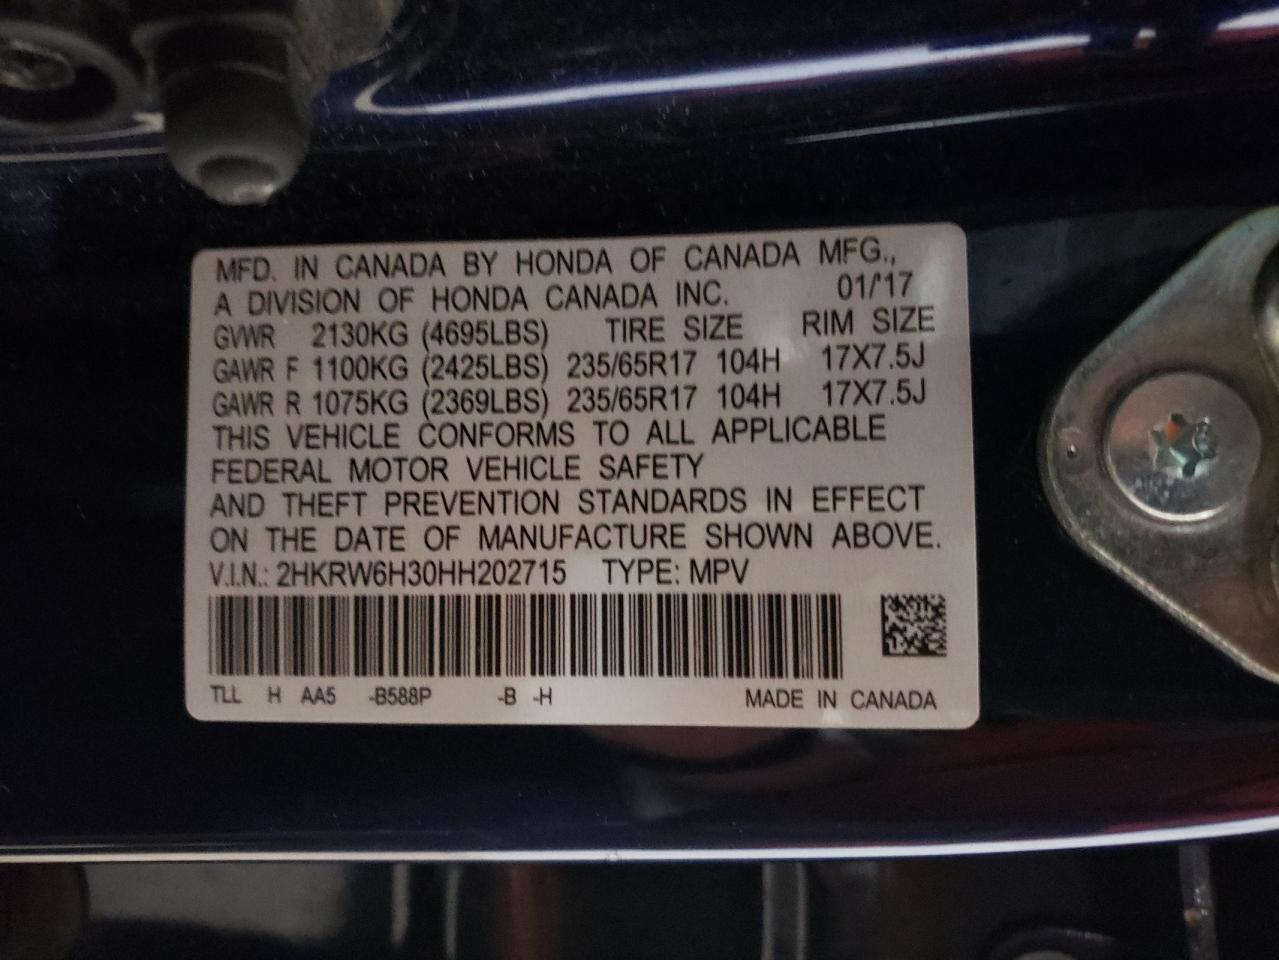 MFD. IN CANADA BY HONDA OF CANADA MFG.,
A DIVISION OF HONDA CANADA INC. 01/'17
GVWR 2130KG (4695LBS) TIRE SIZE RIM SIZE
GAWR F 1100KG (2425LBS) 235/65R17 104H 17X7.5J
GAWR R 1075KG (2369LBS) 235/65R17 104H 17X7.5J
THIS VEHICLE CONFORMS TO ALL APPLICABLE
FEDERAL MOTOR VEHICLE SAFETY
AND THEFT PREVENTION STANDARDS IN EFFECT
ON THE DATE OF MANUFACTURE SHOWN ABOVE.
V.I.N.: 2HKRW6H30HH202715 TYPE: MPV
TLL H AA5 -B588P -B -H MADE IN CANADA